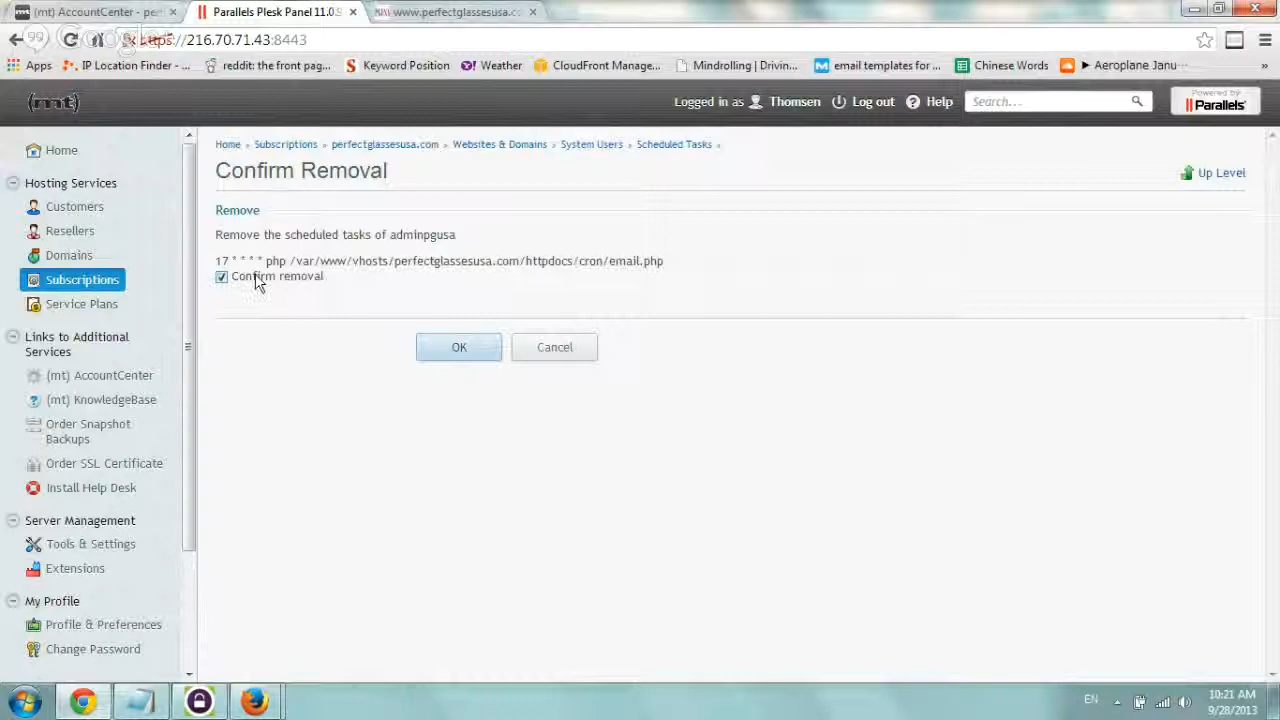 (mt) AccountCenter - pe
Parallels Plesk Panel 11.0.9
www.perfectglassesusa.co
https://216.70.71.43:8443
Apps
IP Location Finder - ...
reddit: the front pag...
Keyword Position
Weather
CloudFront Manage...
Mindrolling | Drivin...
email templates for ...
Chinese Words
Aeroplane Janu
»
(mt)
Logged in as Thomsen
Log out
Help
Search...
Powered by
Parallels
Home
Hosting Services
Customers
Resellers
Domains
Subscriptions
Service Plans
Links to Additional
Services
(mt) AccountCenter
(mt) KnowledgeBase
Order Snapshot
Backups
Order SSL Certificate
Install Help Desk
Server Management
Tools & Settings
Extensions
My Profile
Profile & Preferences
Change Password
Home » Subscriptions » perfectglassesusa.com » Websites & Domains » System Users » Scheduled Tasks »
Confirm Removal
Up Level
Remove
Remove the scheduled tasks of adminpgusa
17 * * * * php /var/www/vhosts/perfectglassesusa.com/httpdocs/cron/email.php
Confirm removal
OK
Cancel
EN
10:21 AM
9/28/2013